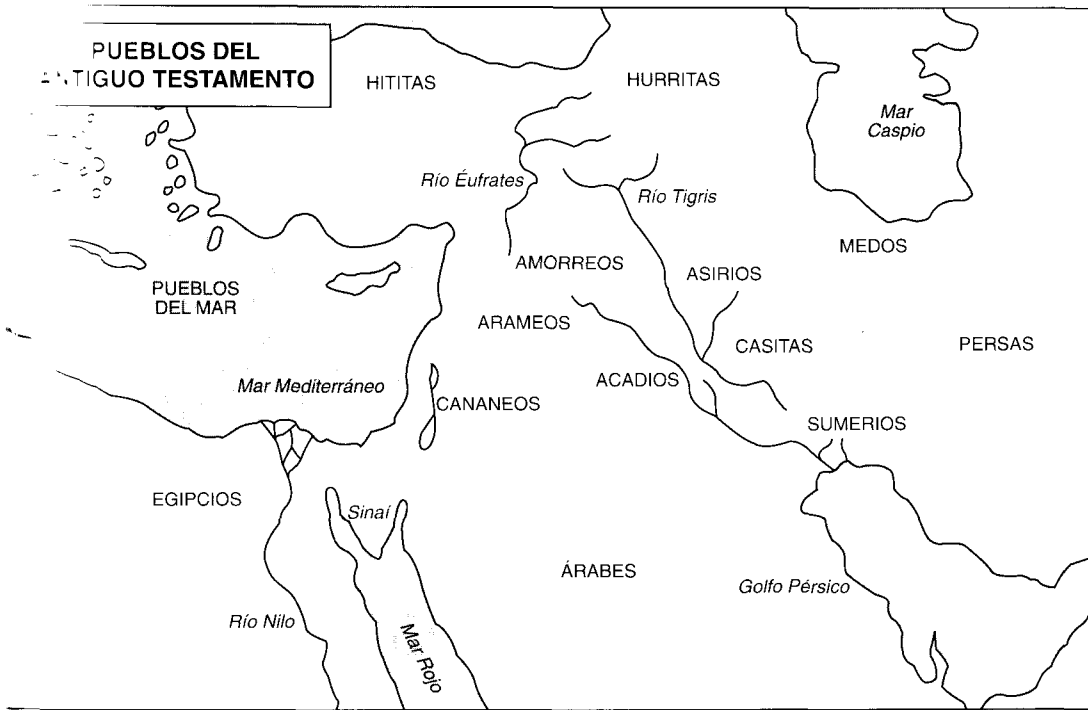 PUEBLOS DEL
ANTIGUO TESTAMENTO
HITITAS
HURRITAS
Mar
Caspio
Río Éufrates
Río Tigris
MEDOS
AMORREOS
ASIRIOS
PUEBLOS
DEL MAR
ARAMEOS
CASITAS
PERSAS
ACADIOS
Mar Mediterráneo
CANANEOS
SUMERIOS
EGIPCIOS
Sinaí
ÁRABES
Golfo Pérsico
Río Nilo
Mar Rojo